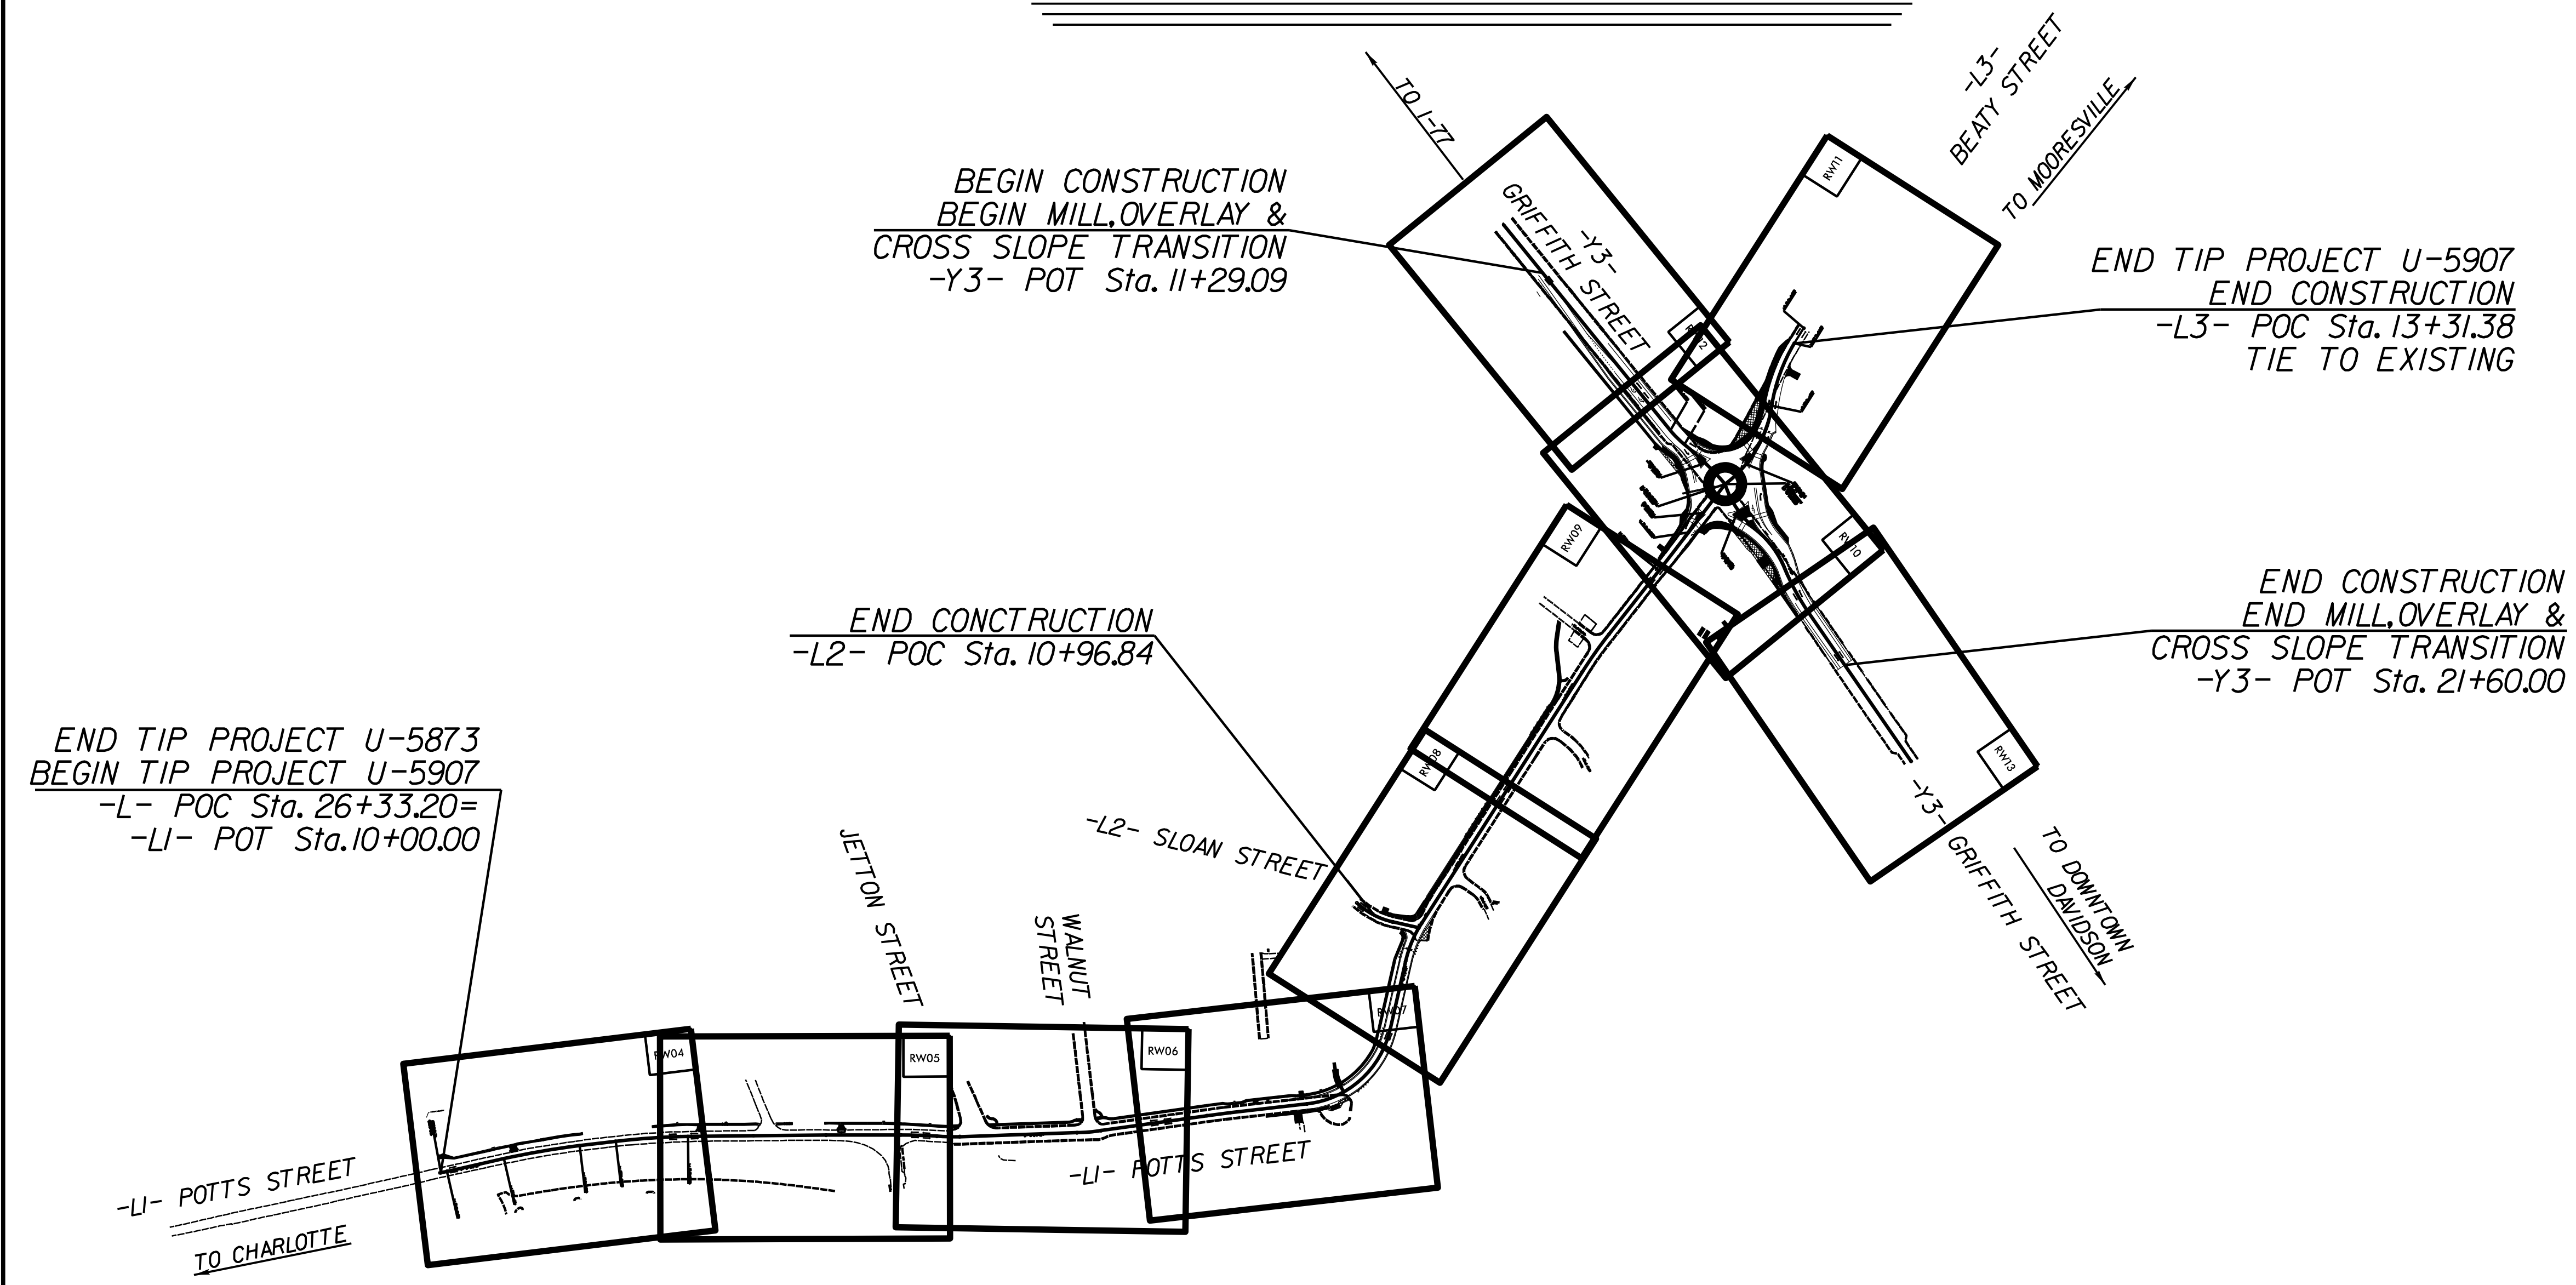 -L3-
BEATY STREET
TO I-77
TO MOORESVILLE
BEGIN CONSTRUCTION
BEGIN MILL, OVERLAY &
CROSS SLOPE TRANSITION
-Y3- POT Sta. 11+29.09
-Y3-
GRIFFITH STREET
RW11
END TIP PROJECT U-5907
END CONSTRUCTION
-L3- POC Sta. 13+31.38
TIE TO EXISTING
RW09
RW10
END CONSTRUCTION
END MILL, OVERLAY &
CROSS SLOPE TRANSITION
-Y3- POT Sta. 21+60.00
END CONCTRUCTION
-L2- POC Sta. 10+96.84
RW08
RW13
END TIP PROJECT U-5873
BEGIN TIP PROJECT U-5907
-L- POC Sta. 26+33.20=
-L1- POT Sta. 10+00.00
-L2- SLOAN STREET
-Y3- GRIFFITH STREET
TO DOWNTOWN
DAVIDSON
JETTON STREET
WALNUT
STREET
RW07
RW04
RW05
RW06
-L1- POTTS STREET
-L1- POTTS STREET
TO CHARLOTTE